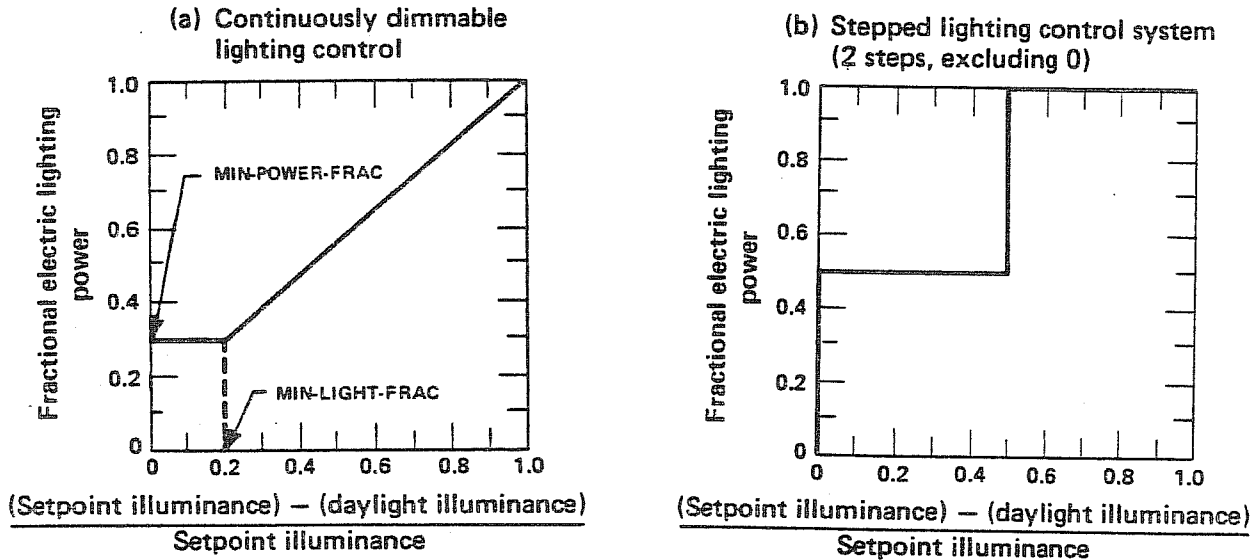 (a) Continuously dimmable
lighting control
Fractional electric lighting
power
1.0
0.8
0.6
0.4
0.2
0
MIN-POWER-FRAC
MIN-LIGHT-FRAC
0 0.2 0.4 0.6 0.8 1.0
(Setpoint illuminance) — (daylight illuminance)
Setpoint illuminance
(b) Stepped lighting control system
(2 steps, excluding 0)
Fractional electric lighting
power
1.0
0.8
0.6
0.4
0.2
0
0 0.2 0.4 0.6 0.8 1.0
(Setpoint illuminance) — (daylight illuminance)
Setpoint illuminance